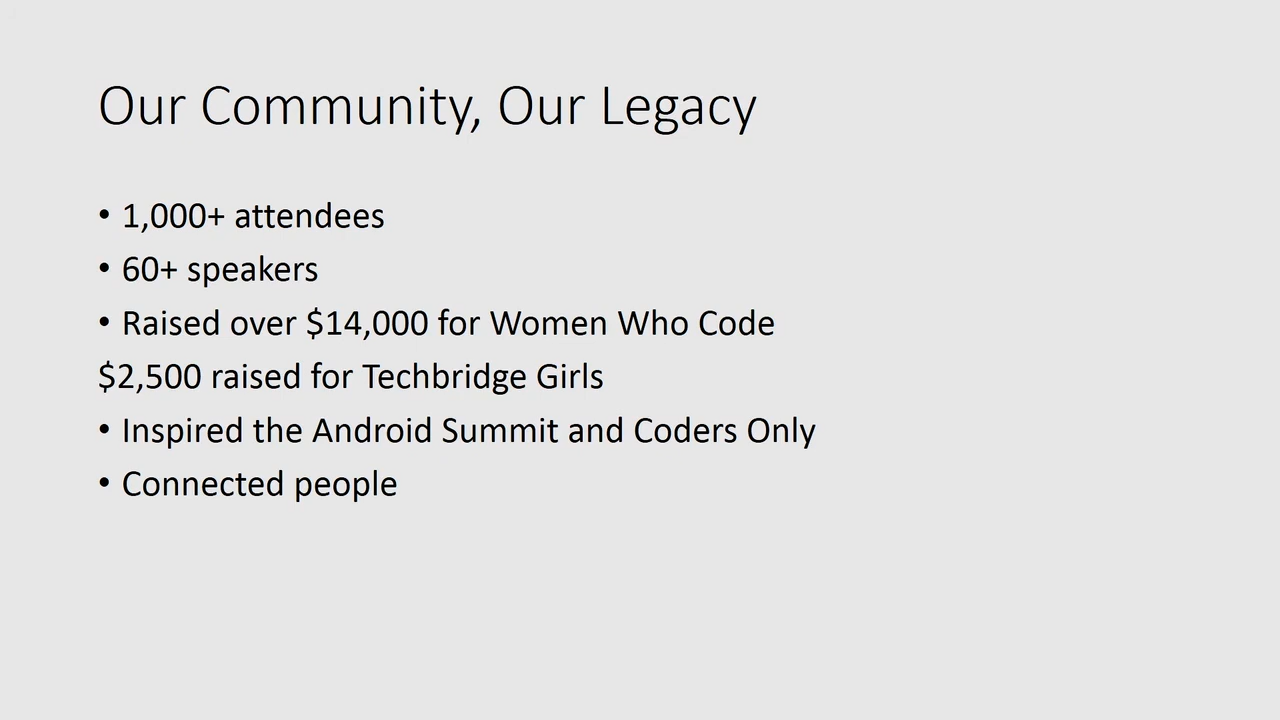 Our Community, Our Legacy
• 1,000+ attendees
• 60+ speakers
• Raised over $14,000 for Women Who Code
$2,500 raised for Techbridge Girls
• Inspired the Android Summit and Coders Only
• Connected people